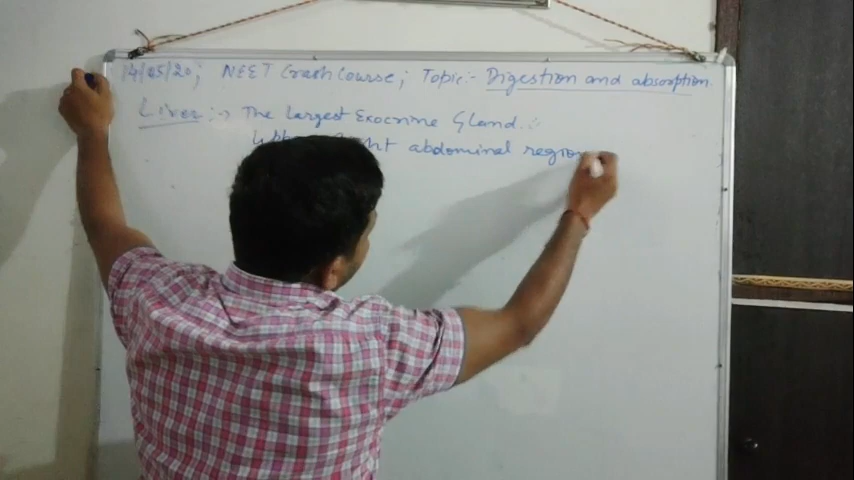 14/05/20; NEET Crash Course; Topic:- Digestion and absorption.
Liver :→ The Largest Exocrine Gland.
abdominal region